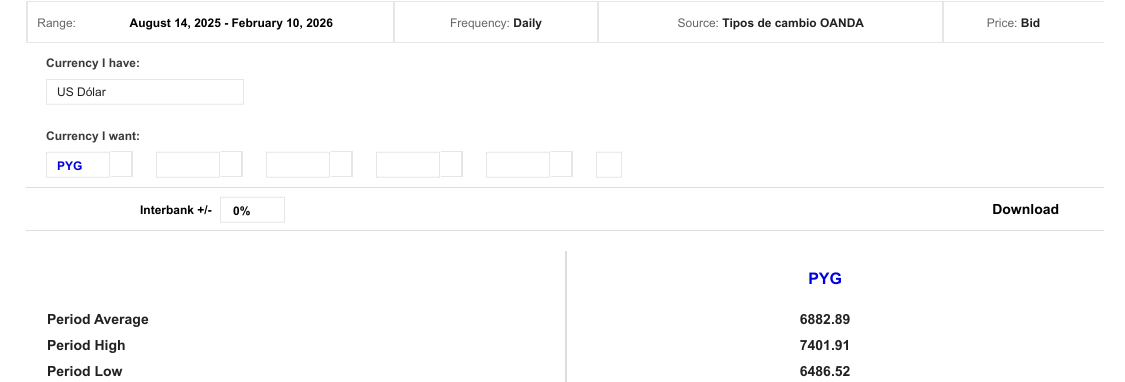 Range: August 14, 2025 - February 10, 2026 Frequency: Daily Source: Tipos de cambio OANDA Price: Bid
Currency I have:
US Dólar
Currency I want:
PYG
Interbank +/- 0% Download
PYG
Period Average 6882.89
Period High 7401.91
Period Low 6486.52